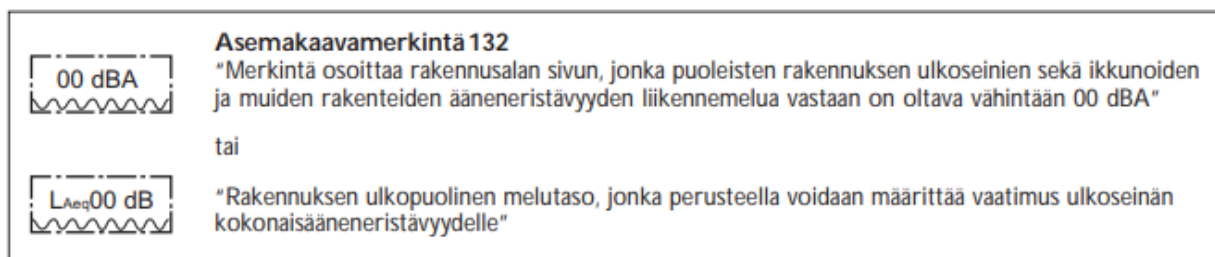 Asemakaavamerkintä 132
00 dBA
"Merkintä osoittaa rakennusalan sivun, jonka puoleisten rakennuksen ulkoseinien sekä ikkunoiden
ja muiden rakenteiden ääneneristävyyden liikennemelua vastaan on oltava vähintään 00 dBA"
tai
LAeq00 dB
"Rakennuksen ulkopuolinen melutaso, jonka perusteella voidaan määrittää vaatimus ulkoseinän
kokonaisääneneristävyydelle"